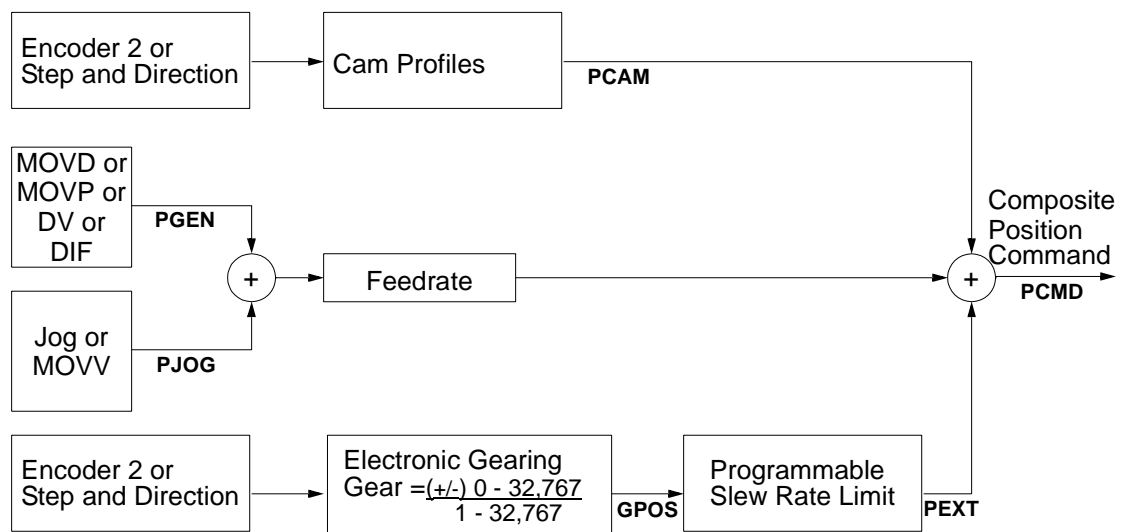 Encoder 2 or
Step and Direction
Cam Profiles
PCAM
MOVD or
MOVP or
DV or
DIF
PGEN
+
Feedrate
Jog or
MOVV
PJOG
Composite
Position
Command
+
PCMD
Encoder 2 or
Step and Direction
Electronic Gearing
Gear =(+/-) 0 - 32,767
1 - 32,767
GPOS
Programmable
Slew Rate Limit
PEXT